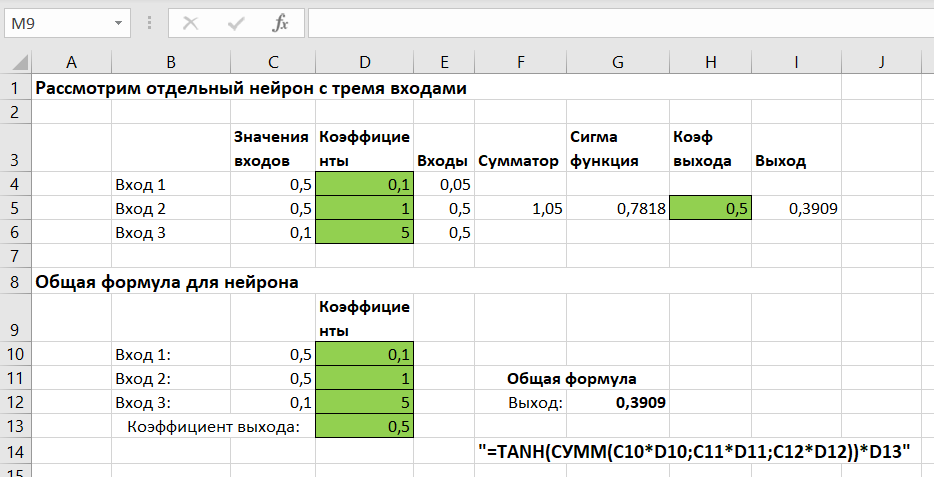 M9 fx
A B C D E F G H I J
1 Рассмотрим отдельный нейрон с тремя входами
2
Значения Коэффицие Сигма Коэф
3 входов нты Входы Сумматор функция выхода Выход
4 Вход 1 0,5 0,1 0,05
5 Вход 2 0,5 1 0,5 1,05 0,7818 0,5 0,3909
6 Вход 3 0,1 5 0,5
7
8 Общая формула для нейрона
Коэффицие
9 нты
10 Вход 1: 0,5 0,1
11 Вход 2: 0,5 1 Общая формула
12 Вход 3: 0,1 5 Выход: 0,3909
13 Коэффициент выхода: 0,5
14 "=TANH(СУММ(C10*D10;C11*D11;C12*D12))*D13"
15